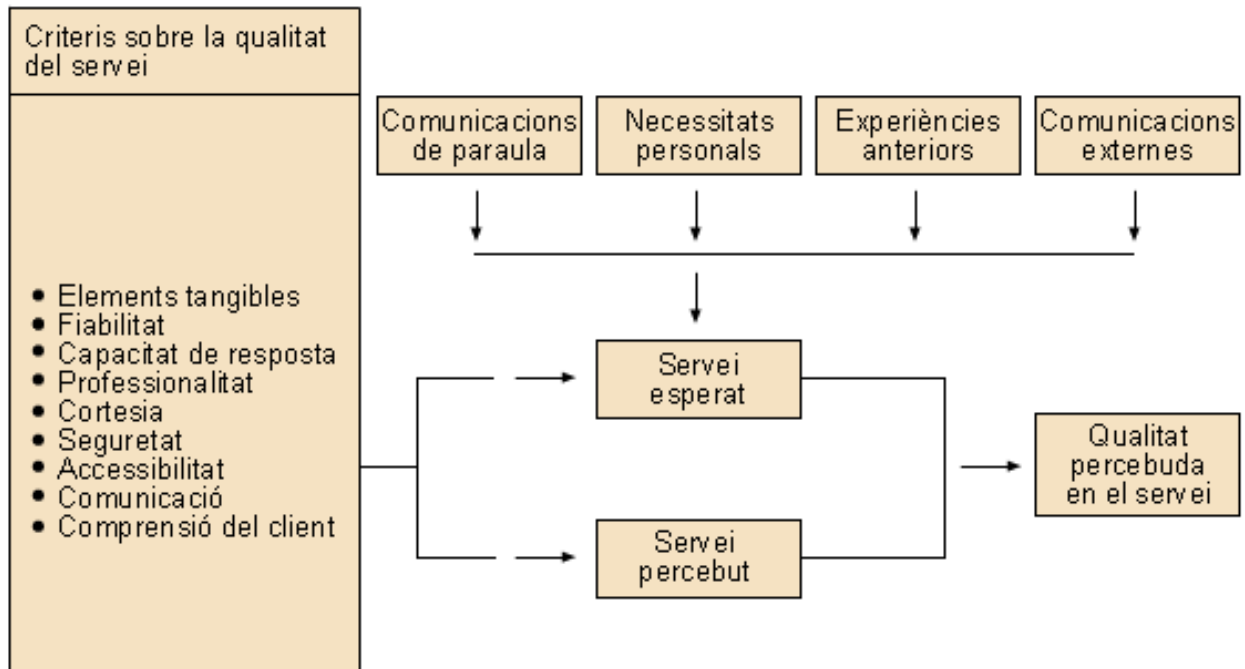 Criteris sobre la qualitat
del servei
• Elements tangibles
• Fiabilitat
• Capacitat de resposta
• Professionalitat
• Cortesia
• Seguretat
• Accessibilitat
• Comunicació
• Comprensió del client
Comunicacions
de paraula
Necessitats
personals
Experiències
anteriors
Comunicacions
externes
Servei
esperat
Servei
percebut
Qualitat
percebuda
en el servei